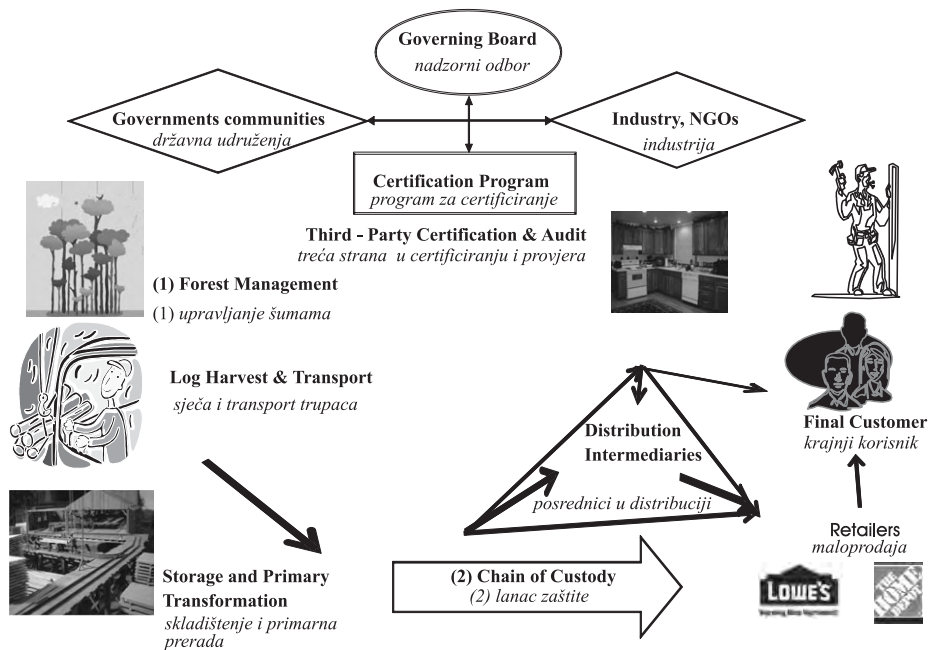 Governing Board
nadzorni odbor
Governments communities
državna udruženja
Industry, NGOs
industrija
Certification Program
program za certificiranje
Third - Party Certification & Audit
treća strana u certificiranju i provjera
(1) Forest Management
(1) upravljanje šumama
Log Harvest & Transport
sječa i transport trupaca
Distribution
Intermediaries
posrednici u distribuciji
Final Customer
krajnji korisnik
Retailers
maloprodaja
Storage and Primary
Transformation
skladištenje i primarna
prerada
(2) Chain of Custody
(2) lanac zaštite
LOWE'S
THE
HOME
DEPOT